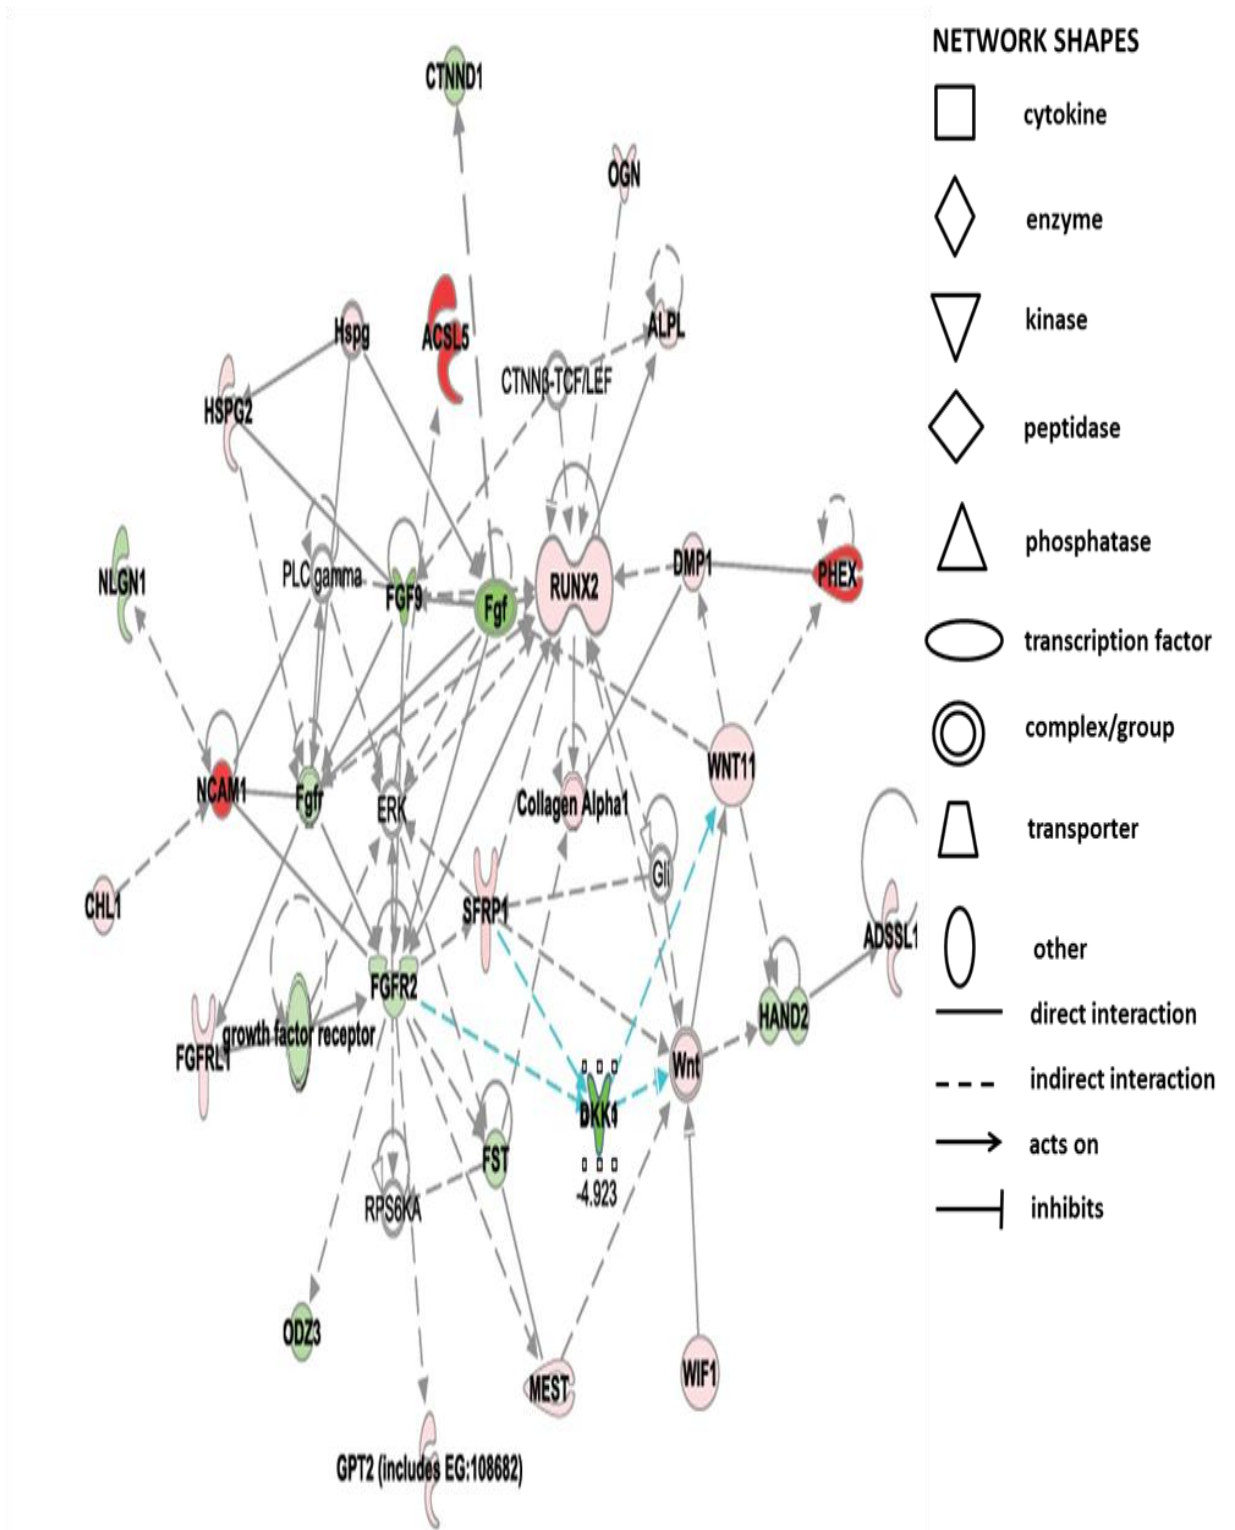 CTNND1
OGN
Hspg
ACSL5
ALPL
CTNNβ-TCF/LEF
HSPG2
NLGN1
PLC gamma
FGF9
Fgf
RUNX2
DMP1
PHEX
NCAM1
Fgfr
ERK
Collagen Alpha1
WNT11
CHL1
SFRP1
Gli
ADSSL1
FGFR2
HAND2
FGFRL1
growth factor receptor
Wnt
FST
-4.923
RPS6KA
ODZ3
MEST
WIF1
GPT2 (includes EG:108682)
NETWORK SHAPES
cytokine
enzyme
kinase
peptidase
phosphatase
transcription factor
complex/group
transporter
other
direct interaction
indirect interaction
acts on
inhibits